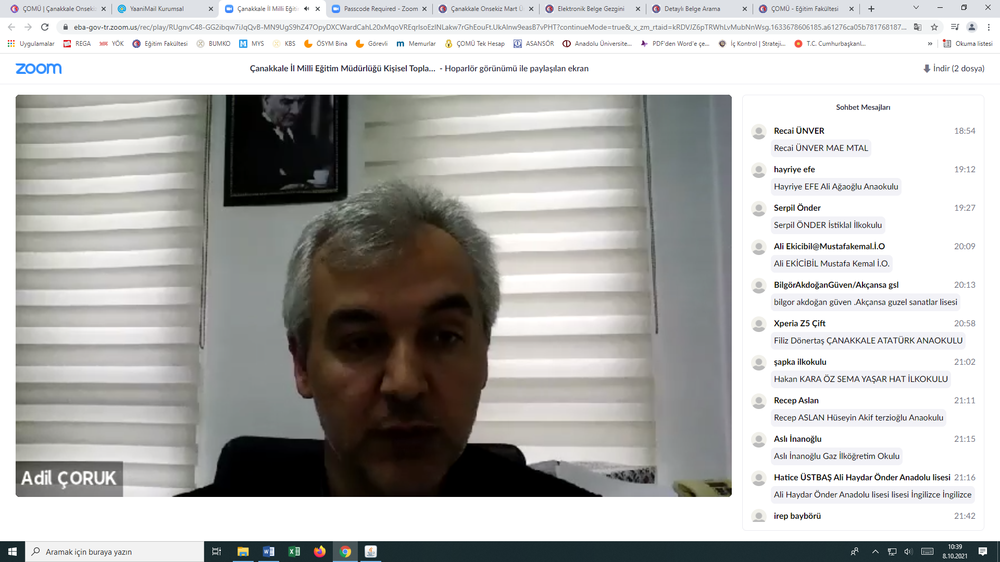 ÇOMÜ | Çanakkale Onsekiz
YaaniMail Kurumsal
Çanakkale İl Milli Eğitim
Passcode Required - Zoom
Çanakkale Onsekiz Mart Ün
Elektronik Belge Gezgini
Detaylı Belge Arama
ÇOMÜ - Eğitim Fakültesi
eba-gov-tr.zoom.us/rec/play/RUgnvC48-GG2ibqw7iJqQvB-MN9UgS9hZ47OpyDXCWardCahL20xMqoVREqrlsoEzlNLakw7rGhEouFt.UkAlnw9easB7vPHT?continueMode=true&_x_zm_rtaid=kRDVJZ6pTRWhLvMubNnWsg.1633678606185.a61276ca05b781768187...
Uygulamalar
REGA
YÖK
Eğitim Fakültesi
BUMKO
MYS
KBS
ÖSYM Bina
Görevli
Memurlar
ÇOMÜ Tek Hesap
ASANSÖR
Anadolu Üniversite...
PDF'den Word'e çe...
İç Kontrol | Strateji...
T.C. Cumhurbaşkanl...
»
Okuma listesi
zoom
Çanakkale İl Milli Eğitim Müdürlüğü Kişisel Topla... - Hoparlör görünümü ile paylaşılan ekran
İndir (2 dosya)
Adil ÇORUK
Sohbet Mesajları
Recai ÜNVER 18:54
Recai ÜNVER MAE MTAL
hayriye efe 19:12
Hayriye EFE Ali Ağaoğlu Anaokulu
Serpil Önder 19:27
Serpil ÖNDER İstiklal İlkokulu
Ali Ekicibil@Mustafakemal.İ.O 20:09
Ali EKİCİBİL Mustafa Kemal İ.O.
BilgörAkdoğanGüven/Akçansa gsl 20:13
bilgor akdoğan güven .Akçansa guzel sanatlar lisesi
Xperia Z5 Çift 20:58
Filiz Dönertaş ÇANAKKALE ATATÜRK ANAOKULU
şapka ilkokulu 21:02
Hakan KARA ÖZ SEMA YAŞAR HAT İLKOKULU
Recep Aslan 21:11
Recep ASLAN Hüseyin Akif terzioğlu Anaokulu
Aslı İnanoğlu 21:15
Aslı İnanoğlu Gaz İlköğretim Okulu
Hatice ÜSTBAŞ Ali Haydar Önder Anadolu lisesi 21:16
Ali Haydar Önder Anadolu lisesi lisesi İngilizce İngilizce
irep baybörü 21:42
Aramak için buraya yazın
10:39
8.10.2021